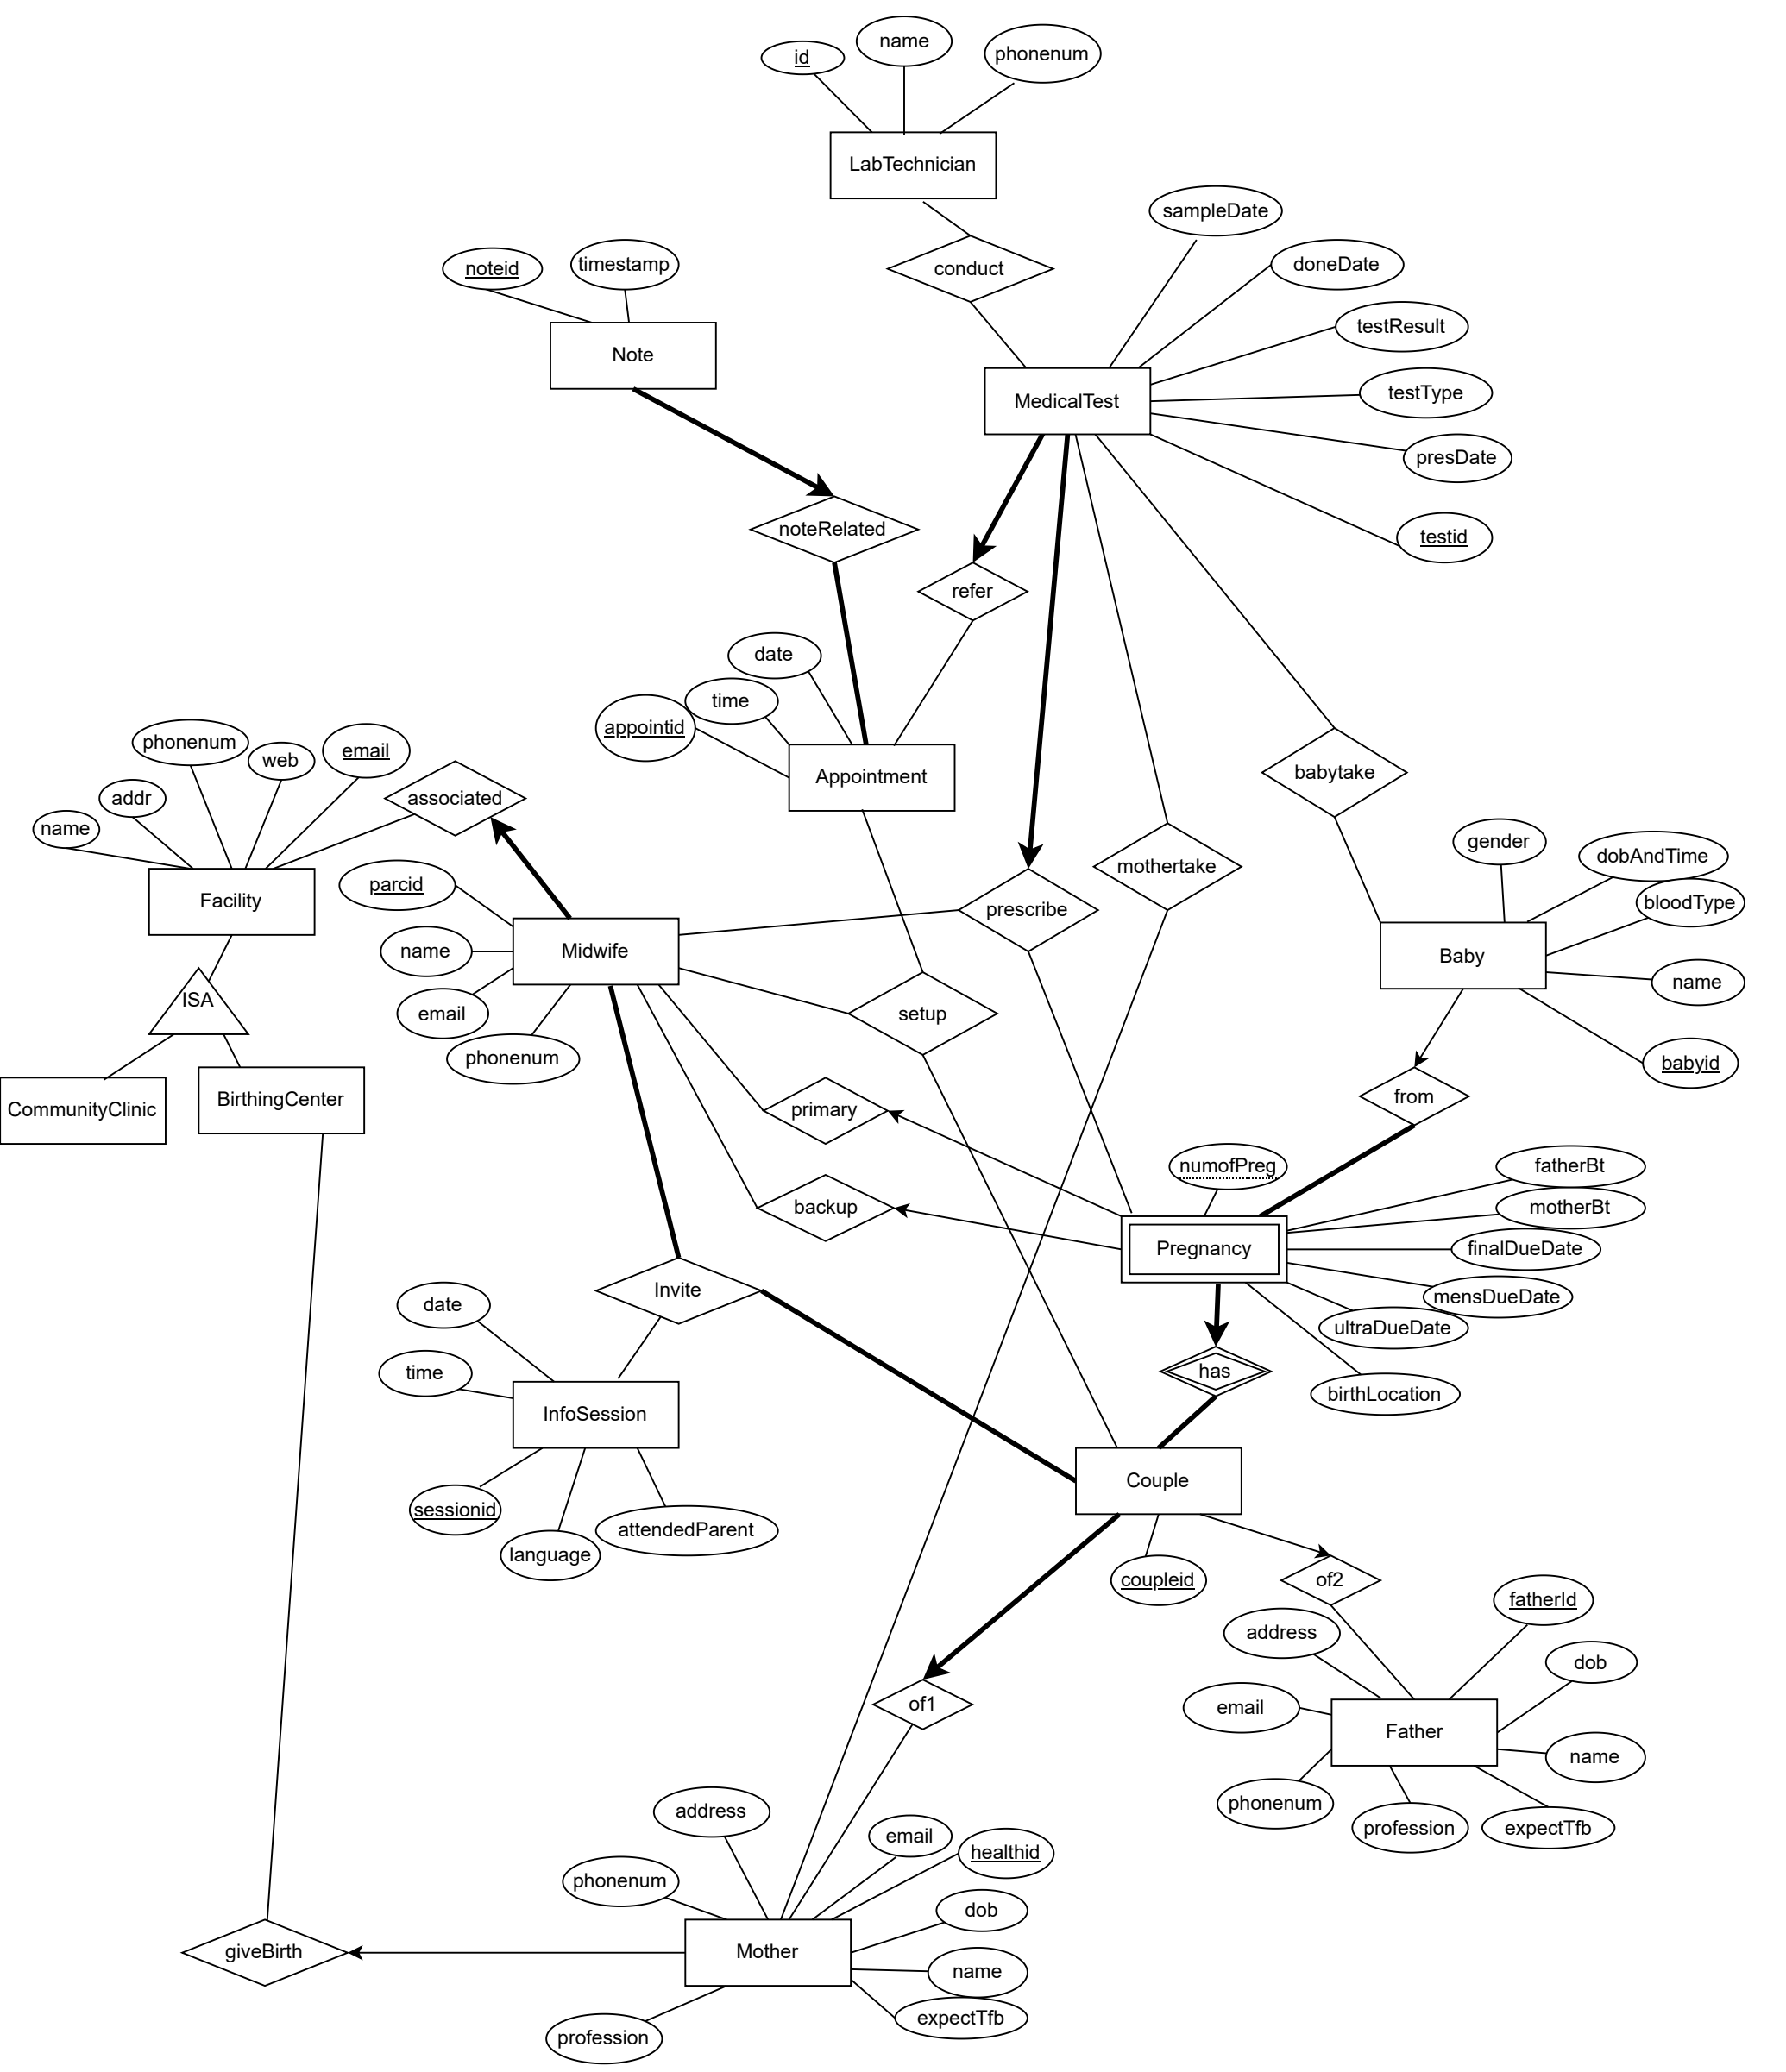 id
name
phonenum
LabTechnician
sampleDate
conduct
doneDate
noteid
timestamp
testResult
Note
testType
MedicalTest
presDate
noteRelated
testid
refer
date
time
appointid
phonenum
web
email
Appointment
babytake
addr
associated
name
gender
dobAndTime
mothertake
parcid
Facility
prescribe
bloodType
name
Midwife
Baby
name
ISA
email
setup
phonenum
babyid
CommunityClinic
BirthingCenter
primary
from
numofPreg
fatherBt
backup
motherBt
Pregnancy
finalDueDate
Invite
mensDueDate
date
ultraDueDate
time
has
birthLocation
InfoSession
Couple
sessionid
attendedParent
language
coupleid
of2
fatherId
address
dob
of1
email
Father
name
phonenum
profession
expectTfb
address
email
healthid
phonenum
dob
giveBirth
Mother
name
expectTfb
profession